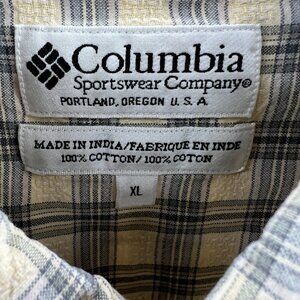 Columbia
Sportswear Company®
PORTLAND, OREGON U. S. A.
MADE IN INDIA/FABRIQUE EN INDE
100% COTTON/100% COTON
XL